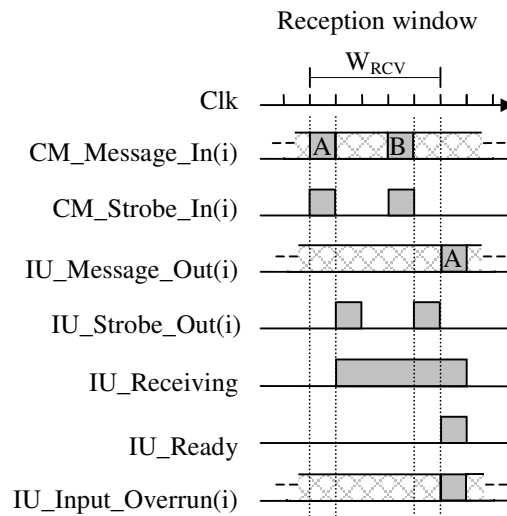 Reception window
W_RCV
Clk
CM_Message_In(i) A B
CM_Strobe_In(i)
IU_Message_Out(i) A
IU_Strobe_Out(i)
IU_Receiving
IU_Ready
IU_Input_Overrun(i)